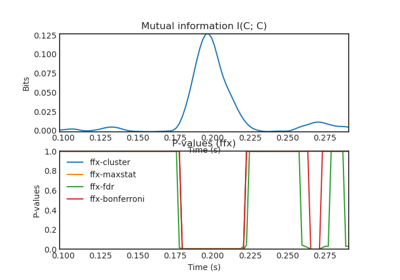 Mutual information I(C; C)
0.125
0.100
0.075
0.050
0.025
0.000
Bits
0.100 0.125 0.150 0.175 0.200 0.225 0.250 0.275
Time (s)
P-values (ffx)
1.0
0.8
0.6
0.4
0.2
0.0
P-values
ffx-cluster
ffx-maxstat
ffx-fdr
ffx-bonferroni
0.100 0.125 0.150 0.175 0.200 0.225 0.250 0.275
Time (s)